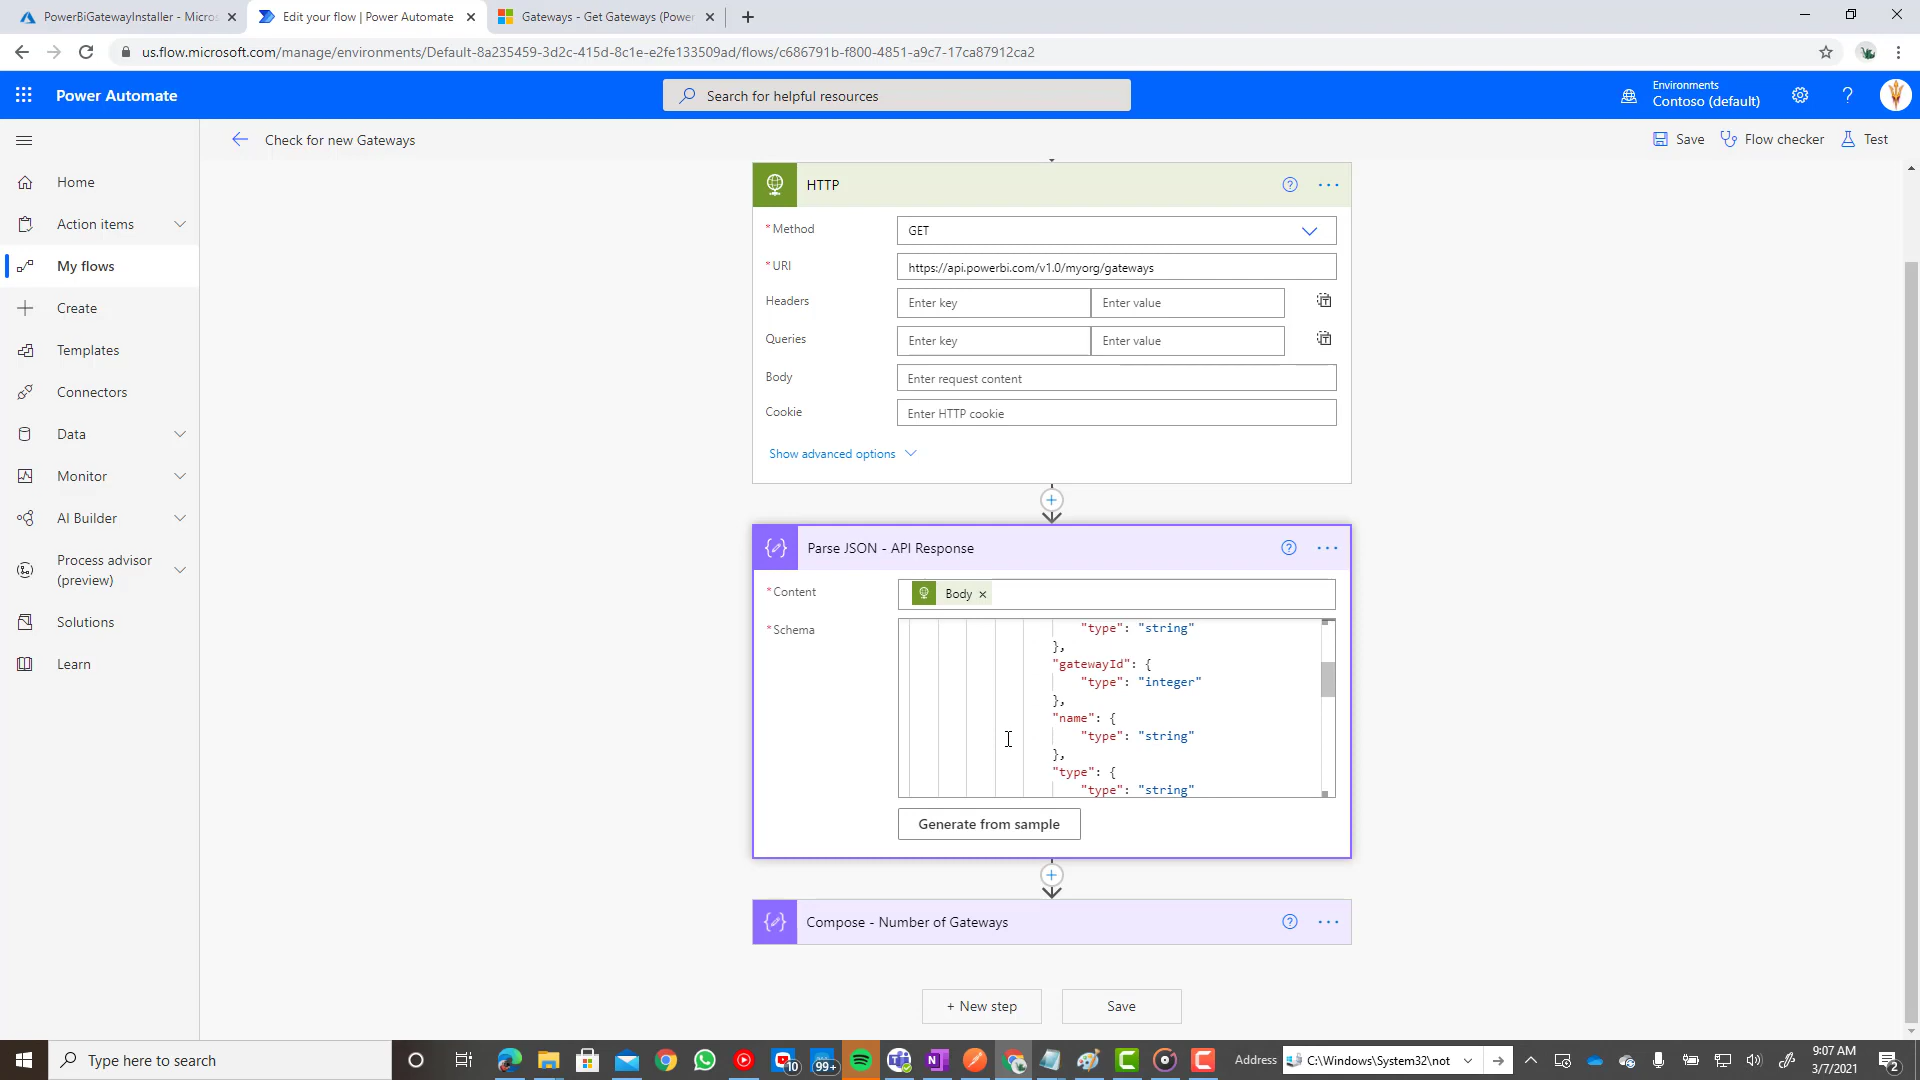 PowerBiGatewayInstaller - Micros
Edit your flow | Power Automate
Gateways - Get Gateways (Power
us.flow.microsoft.com/manage/environments/Default-8a235459-3d2c-415d-8c1e-e2fe133509ad/flows/c686791b-f800-4851-a9c7-17ca87912ca2
Power Automate
Search for helpful resources
Environments
Contoso (default)
Check for new Gateways
Save
Flow checker
Test
Home
Action items
My flows
Create
Templates
Connectors
Data
Monitor
AI Builder
Process advisor
(preview)
Solutions
Learn
HTTP
* Method
GET
* URI
https://api.powerbi.com/v1.0/myorg/gateways
Headers
Enter key
Enter value
Queries
Enter key
Enter value
Body
Enter request content
Cookie
Enter HTTP cookie
Show advanced options
Parse JSON - API Response
* Content
Body
* Schema
"type": "string"
},
"gatewayId": {
"type": "integer"
},
"name": {
"type": "string"
},
"type": {
"type": "string"
Generate from sample
Compose - Number of Gateways
+ New step
Save
Type here to search
10
99+
Address
C:\Windows\System32\not
9:07 AM
3/7/2021
2